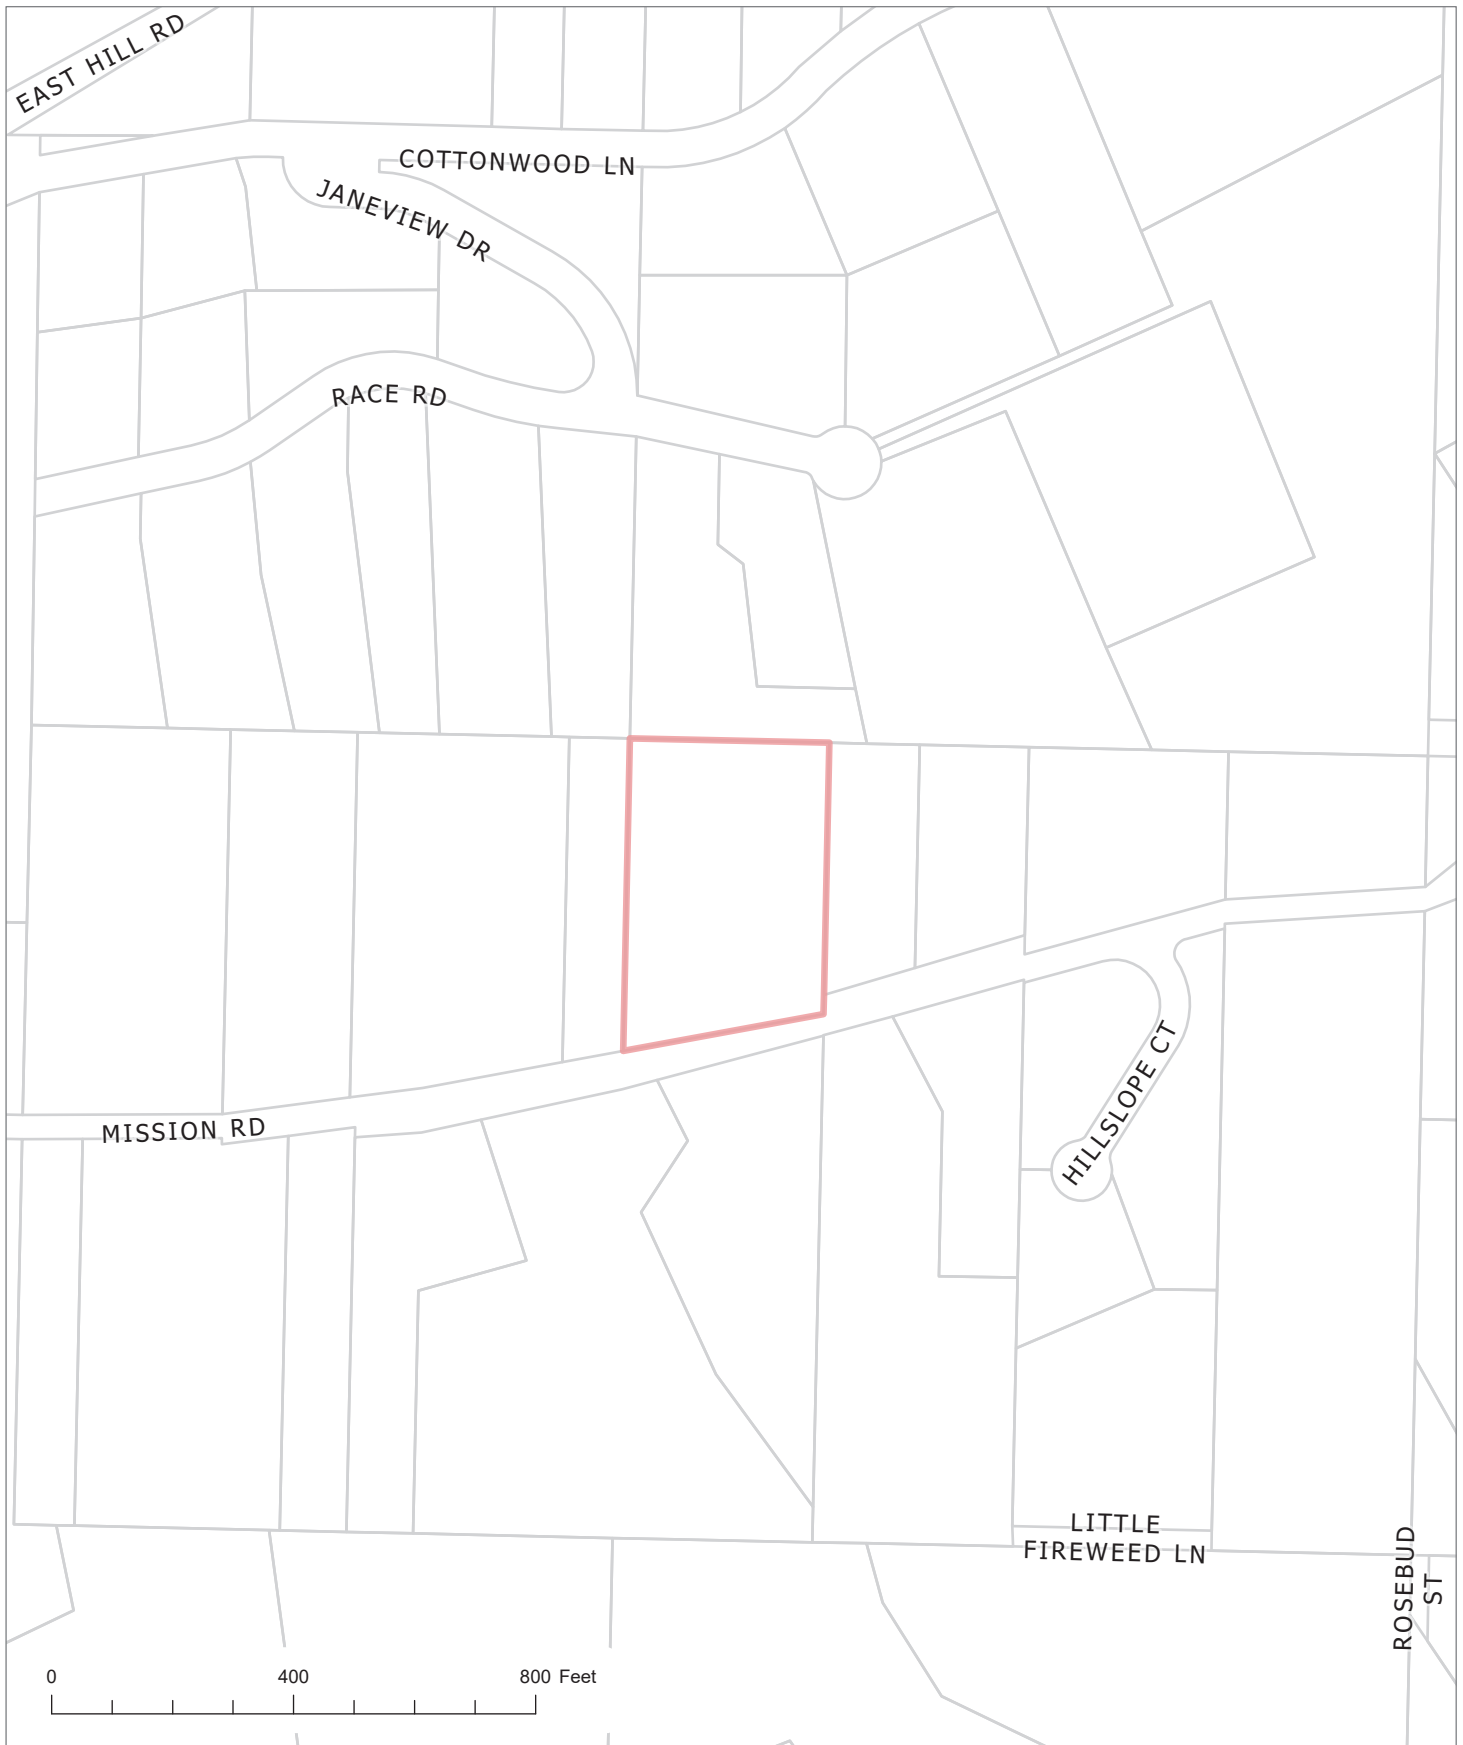 EAST HILL RD
COTTONWOOD LN
JANEVIEW DR
RACE RD
HILLSLOPE CT
MISSION RD
LITTLE
FIREWEED LN
ROSEBUD
ST
0 400 800 Feet